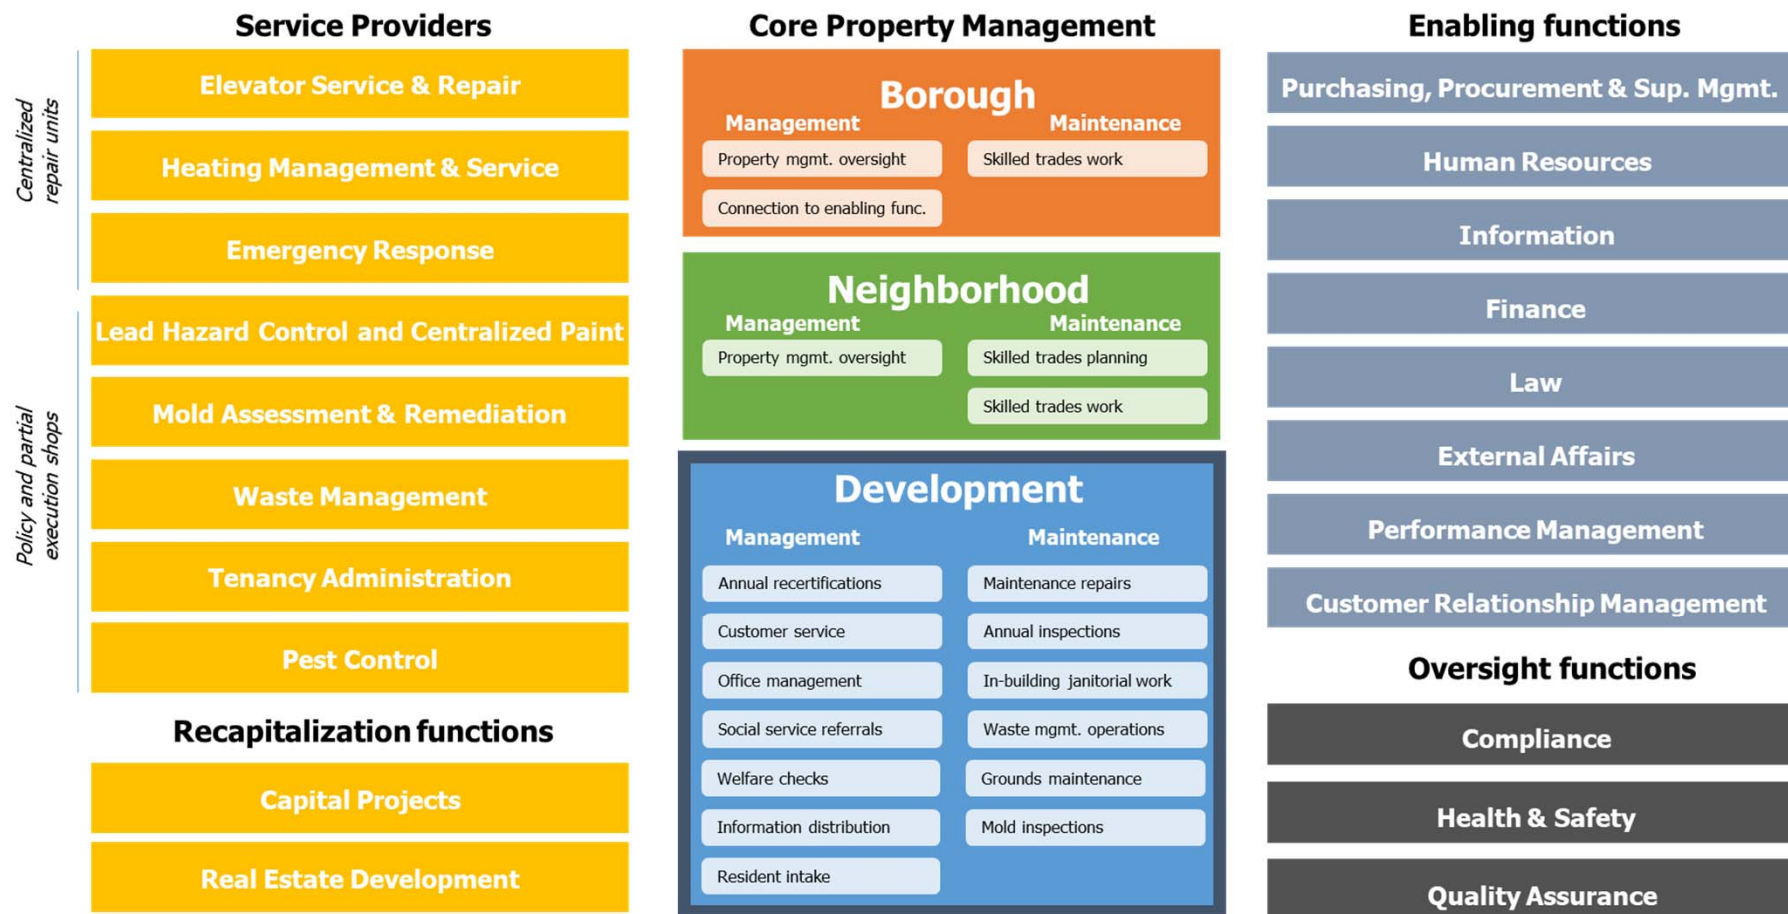 Service Providers
Centralized
repair units
Elevator Service & Repair
Heating Management & Service
Emergency Response
Policy and partial
execution shops
Lead Hazard Control and Centralized Paint
Mold Assessment & Remediation
Waste Management
Tenancy Administration
Pest Control
Recapitalization functions
Capital Projects
Real Estate Development
Core Property Management
Borough
Management
Property mgmt. oversight
Connection to enabling func.
Maintenance
Skilled trades work
Neighborhood
Management
Property mgmt. oversight
Maintenance
Skilled trades planning
Skilled trades work
Development
Management
Annual recertifications
Customer service
Office management
Social service referrals
Welfare checks
Information distribution
Resident intake
Maintenance
Maintenance repairs
Annual inspections
In-building janitorial work
Waste mgmt. operations
Grounds maintenance
Mold inspections
Enabling functions
Purchasing, Procurement & Sup. Mgmt.
Human Resources
Information
Finance
Law
External Affairs
Performance Management
Customer Relationship Management
Oversight functions
Compliance
Health & Safety
Quality Assurance